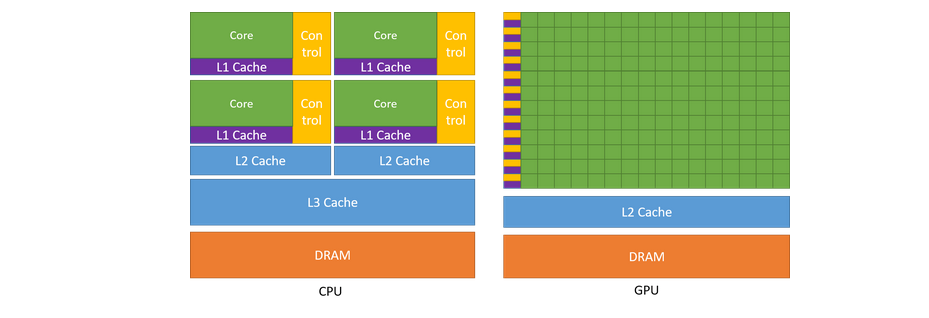 Core
Con
trol
Core
Con
trol
L1 Cache
L1 Cache
Core
Con
trol
Core
Con
trol
L1 Cache
L1 Cache
L2 Cache
L2 Cache
L3 Cache
DRAM
CPU
L2 Cache
DRAM
GPU